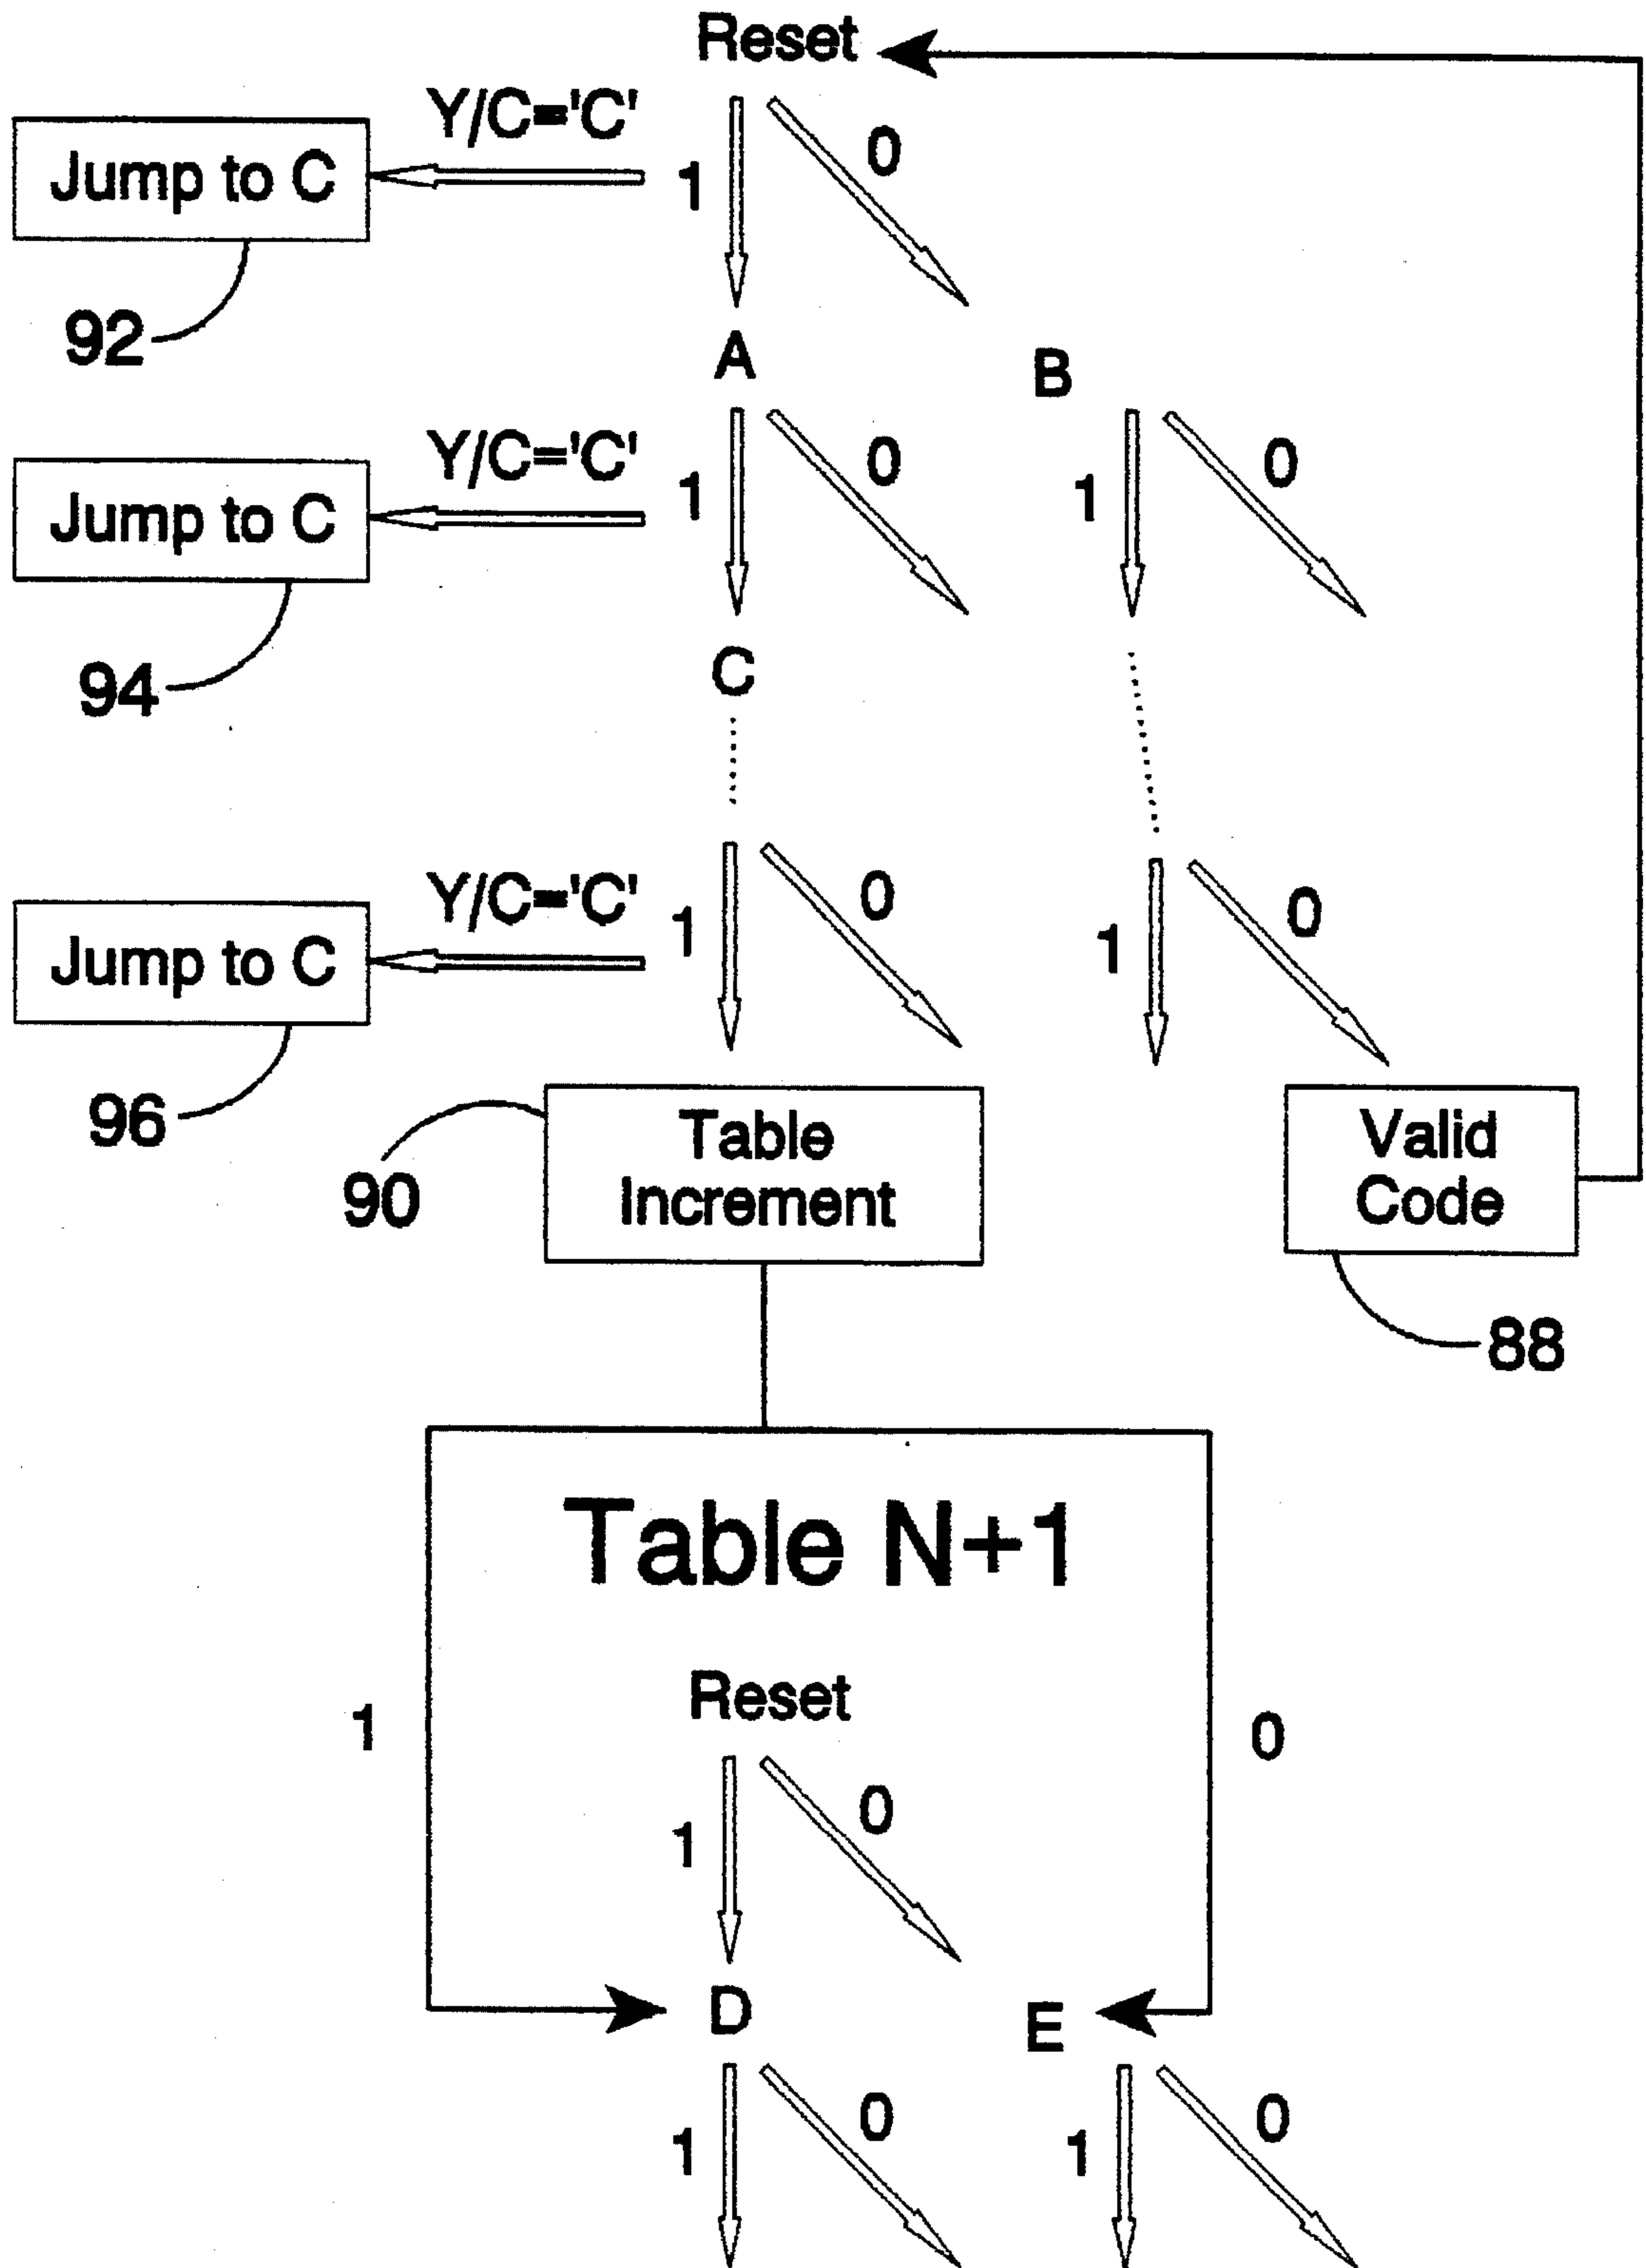 Reset
Y/C='C'
Jump to C
1
0
92
A
B
Y/C='C'
Jump to C
1
0
1
0
94
C
Y/C='C'
Jump to C
1
0
1
0
96
90
Table
Increment
Valid
Code
88
Table N+1
Reset
1
0
1
0
D
E
1
0
1
0